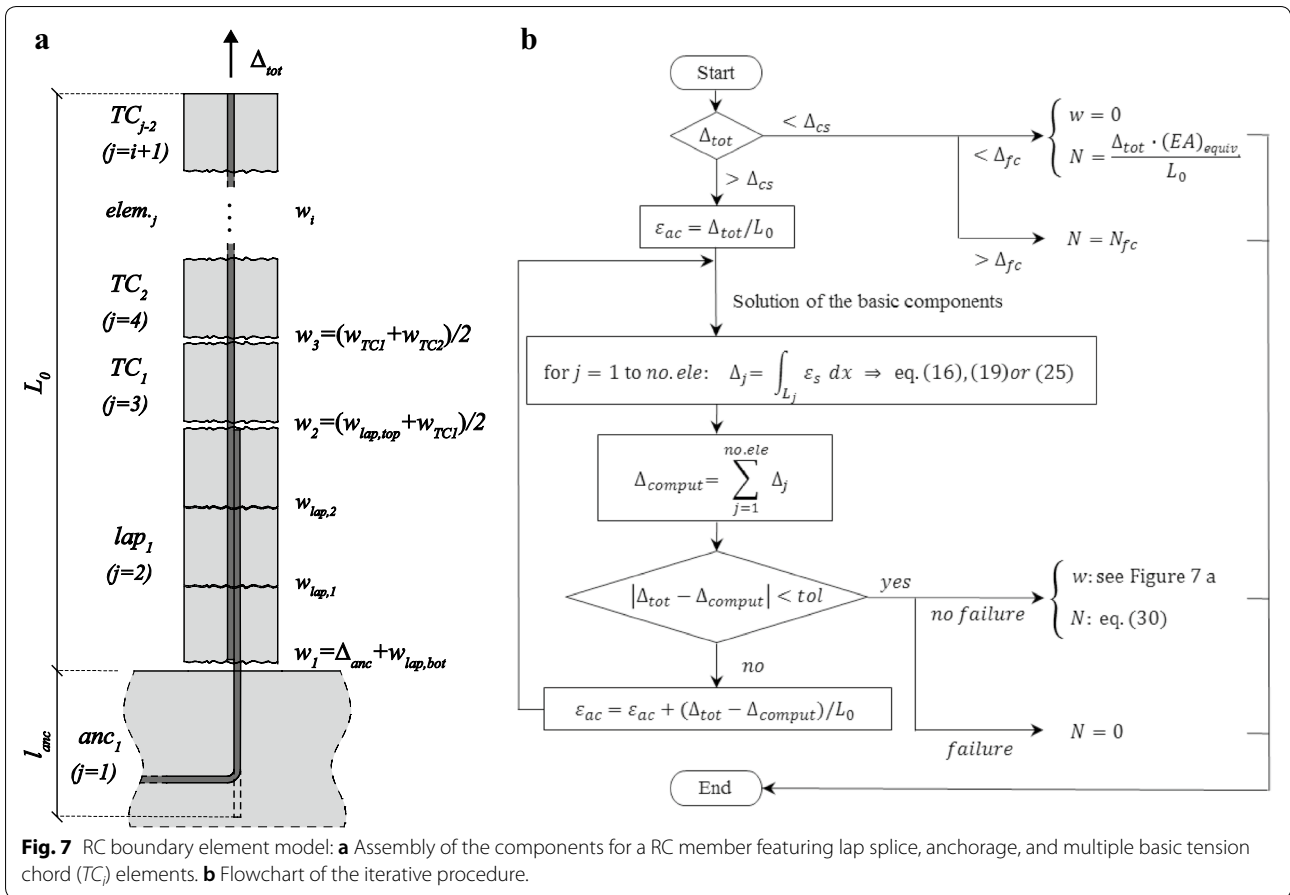 a
Δtot
TCj-2
(j=i+1)
elem.j
wi
TC2
(j=4)
w3=(wTC1+wTC2)/2
TC1
(j=3)
w2=(wlap,top+wTC1)/2
L0
wlap,2
lap1
(j=2)
wlap,1
w1=Δanc+wlap,bot
lanc
anc1
(j=1)
b
Start
Δtot
< Δcs
< Δfc
w = 0
N = Δtot · (EA)equiv. / L0
> Δcs
> Δfc
N = Nfc
εac = Δtot/L0
Solution of the basic components
for j = 1 to no.ele: Δj= ∫Lj εs dx ⇒ eq.(16),(19)or (25)
Δcomput= ∑ no.ele j=1 Δj
|Δtot − Δcomput| < tol
yes
no failure
w: see Figure 7 a
N: eq.(30)
no
εac = εac + (Δtot − Δcomput)/L0
failure
N = 0
End
Fig. 7 RC boundary element model: a Assembly of the components for a RC member featuring lap splice, anchorage, and multiple basic tension
chord (TCi) elements. b Flowchart of the iterative procedure.